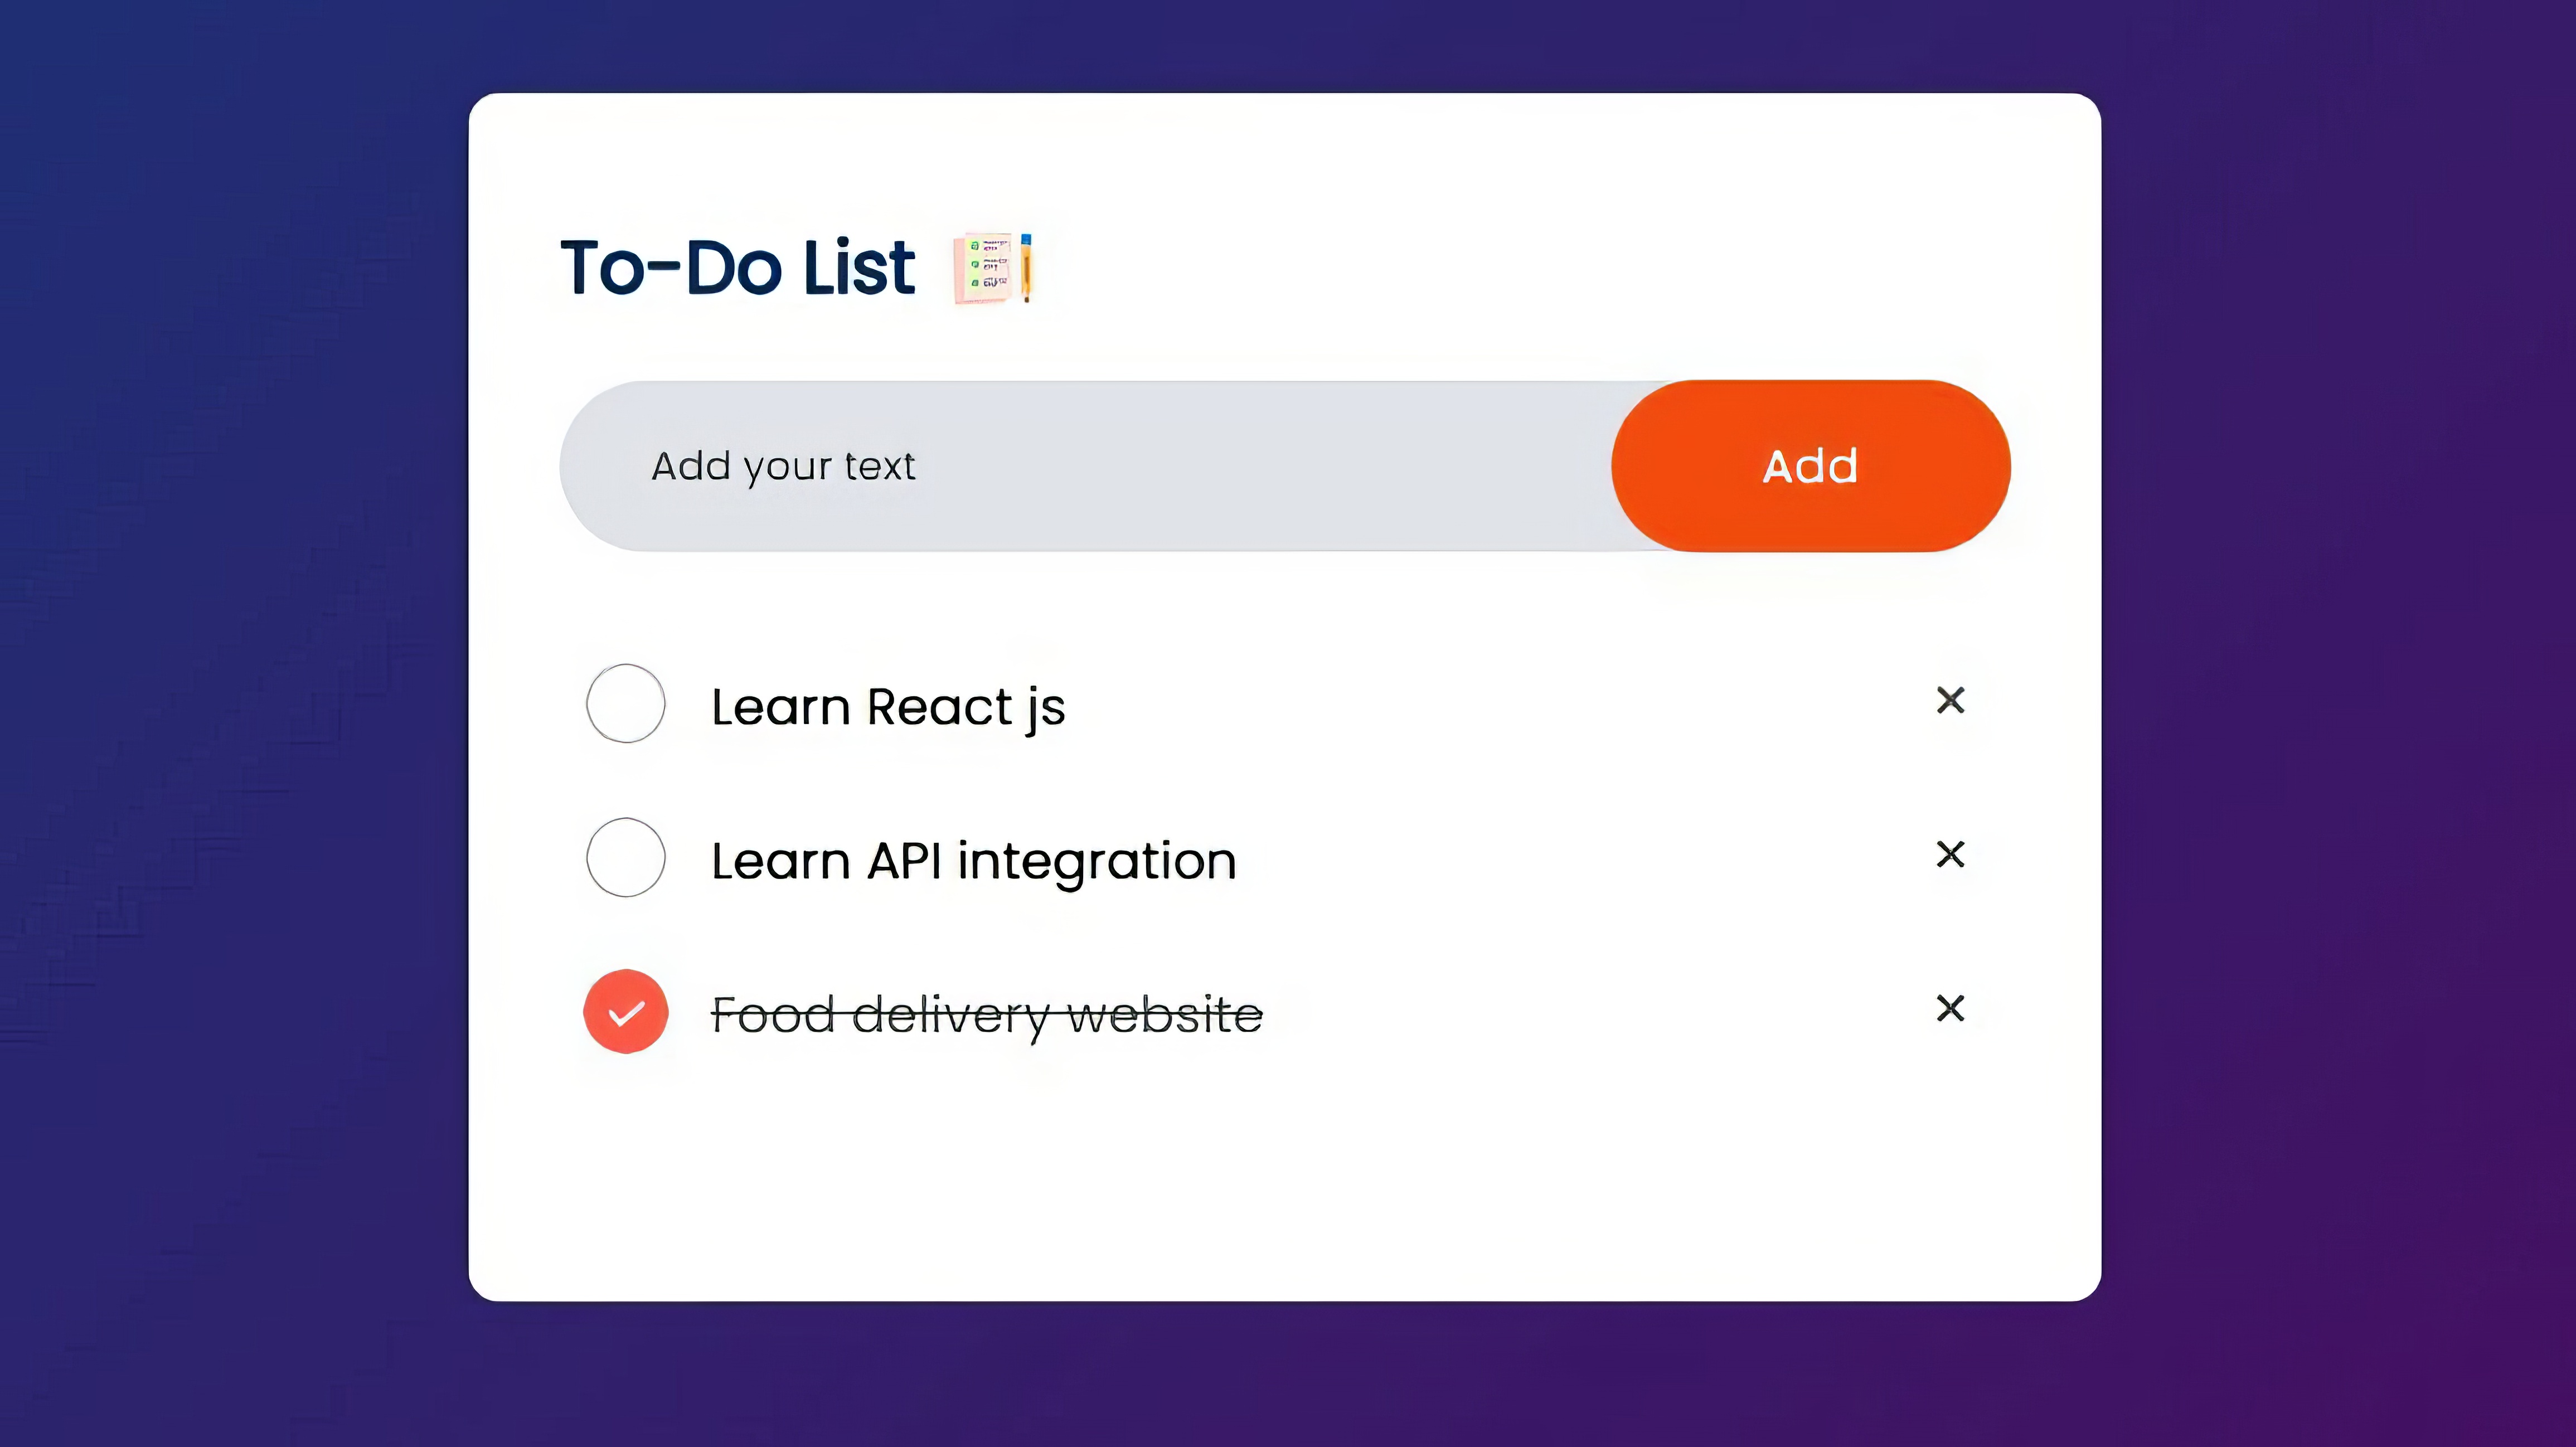 To-Do List
Add your text
Add
Learn React js
Learn API integration
Food delivery website